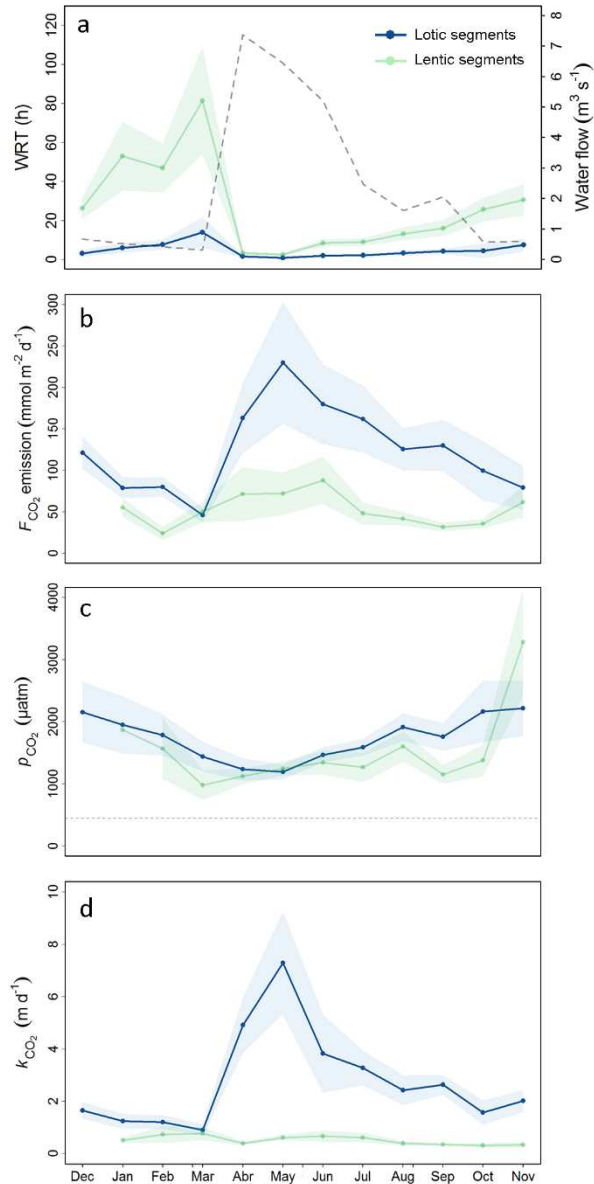 a
Lotic segments
Lentic segments
WRT (h)
120
100
80
60
40
20
0
Water flow (m³ s⁻¹)
8
7
6
5
4
3
2
1
0
b
F_CO₂ emission (mmol m⁻² d⁻¹)
300
250
200
150
100
50
0
c
p_CO₂ (µatm)
4000
3000
2000
1000
0
d
k_CO₂ (m d⁻¹)
10
8
6
4
2
0
Dec Jan Feb Mar Abr May Jun Jul Aug Sep Oct Nov